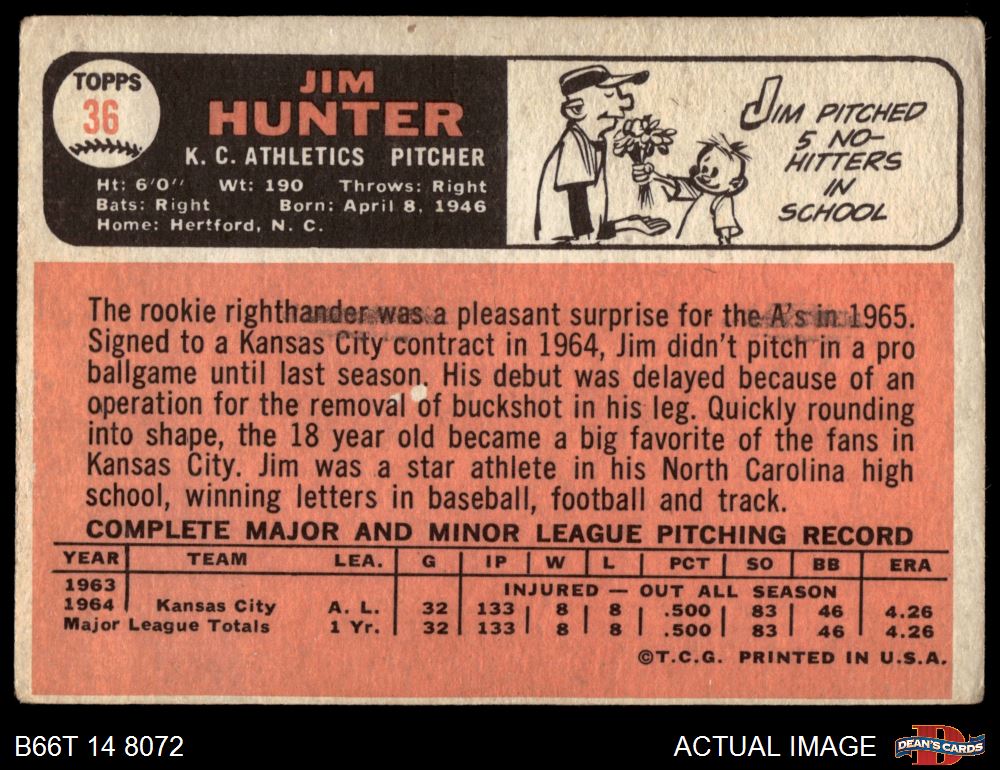 TOPPS
36
JIM
HUNTER
K. C. ATHLETICS PITCHER
Ht: 6'0" Wt: 190 Throws: Right
Bats: Right Born: April 8, 1946
Home: Hertford, N. C.
JIM PITCHED
5 NO-
HITTERS
IN
SCHOOL
The rookie righthander was a pleasant surprise for the A's in 1965.
Signed to a Kansas City contract in 1964, Jim didn't pitch in a pro
ballgame until last season. His debut was delayed because of an
operation for the removal of buckshot in his leg. Quickly rounding
into shape, the 18 year old became a big favorite of the fans in
Kansas City. Jim was a star athlete in his North Carolina high
school, winning letters in baseball, football and track.
COMPLETE MAJOR AND MINOR LEAGUE PITCHING RECORD
YEAR TEAM LEA. G IP W L PCT SO BB ERA
1963 INJURED — OUT ALL SEASON
1964 Kansas City A. L. 32 133 8 8 .500 83 46 4.26
Major League Totals 1 Yr. 32 133 8 8 .500 83 46 4.26
©T.C.G. PRINTED IN U.S.A.
B66T 14 8072
ACTUAL IMAGE
D
DEAN'S CARDS